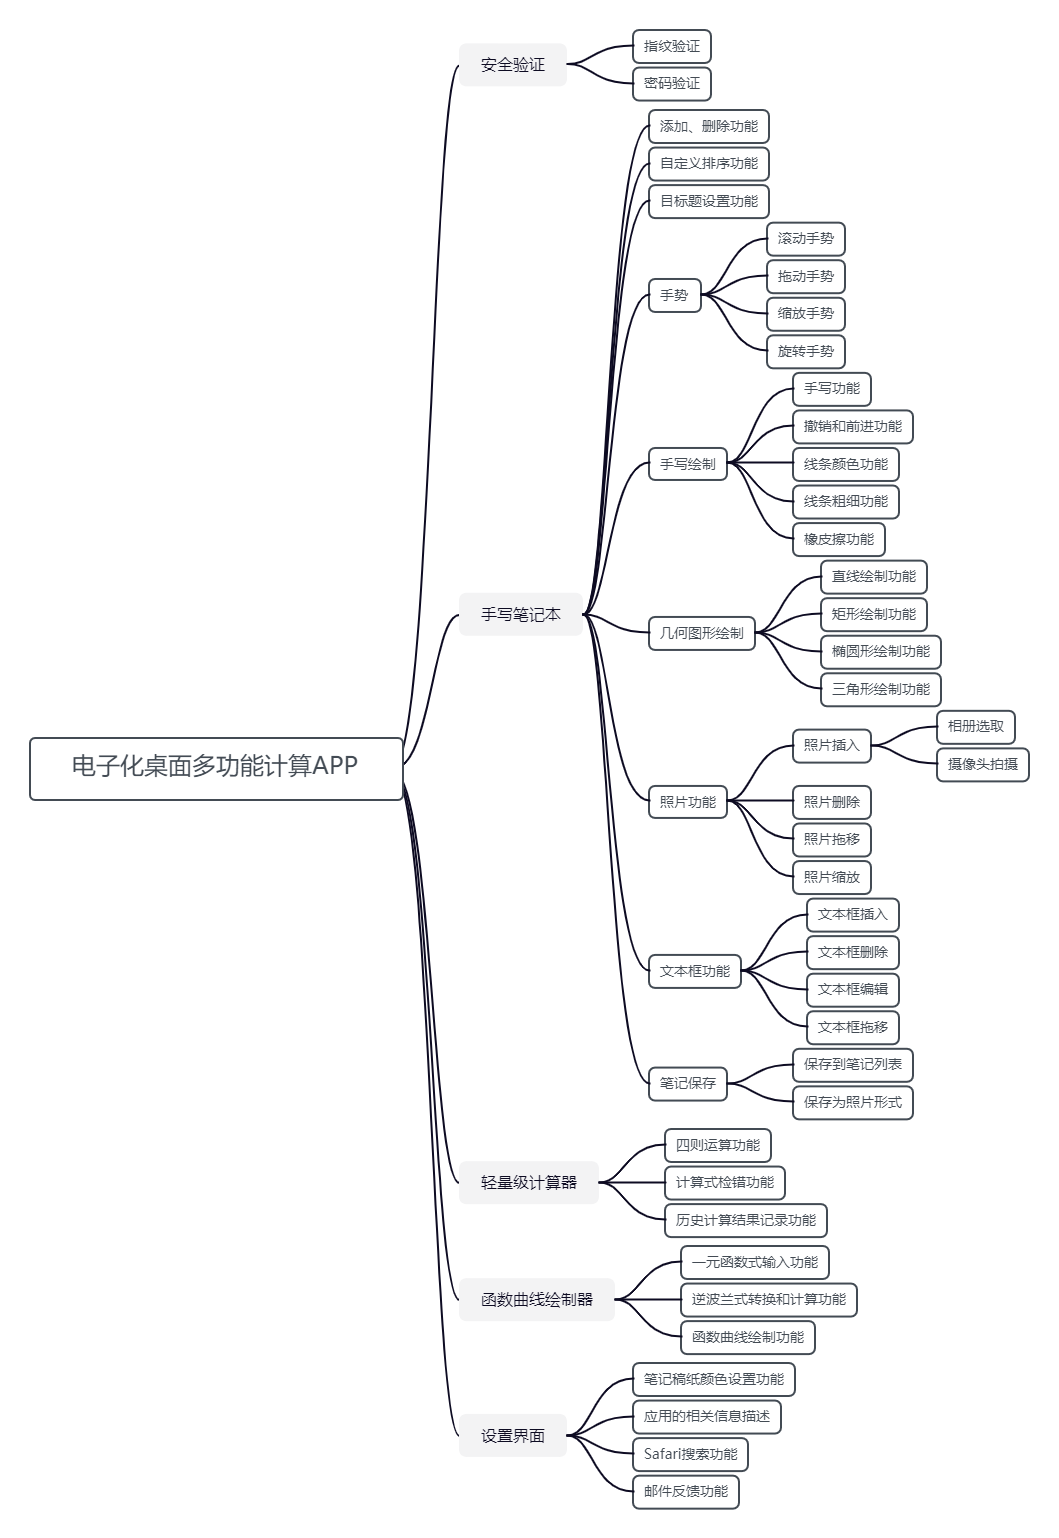 电子化桌面多功能计算APP
安全验证
指纹验证
密码验证
手写笔记本
添加、删除功能
自定义排序功能
目标题设置功能
手势
滚动手势
拖动手势
缩放手势
旋转手势
手写绘制
手写功能
撤销和前进功能
线条颜色功能
线条粗细功能
橡皮擦功能
几何图形绘制
直线绘制功能
矩形绘制功能
椭圆形绘制功能
三角形绘制功能
照片功能
照片插入
相册选取
摄像头拍摄
照片删除
照片拖移
照片缩放
文本框功能
文本框插入
文本框删除
文本框编辑
文本框拖移
笔记保存
保存到笔记列表
保存为照片形式
轻量级计算器
四则运算功能
计算式检错功能
历史计算结果记录功能
函数曲线绘制器
一元函数式输入功能
逆波兰式转换和计算功能
函数曲线绘制功能
设置界面
笔记稿纸颜色设置功能
应用的相关信息描述
Safari搜索功能
邮件反馈功能